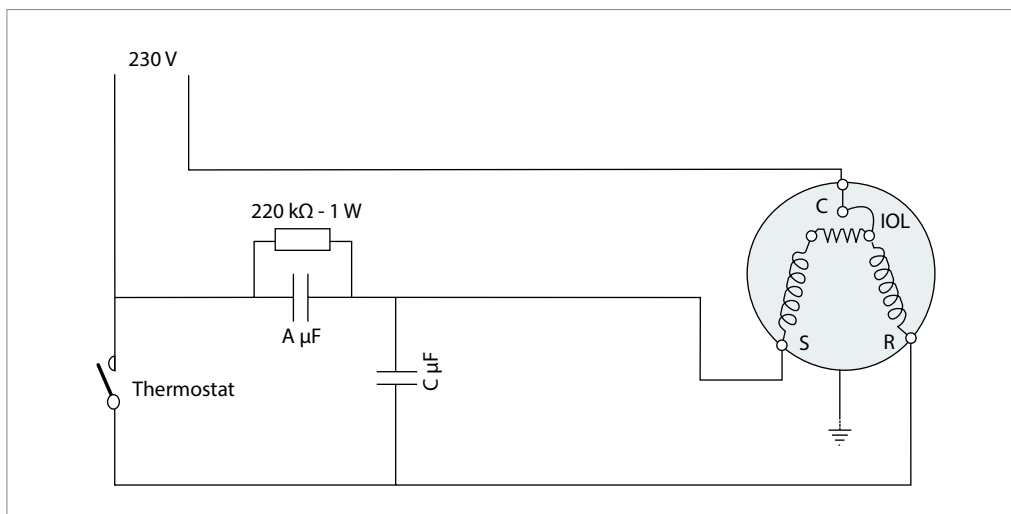 230 V
220 kΩ - 1 W
C
IOL
A µF
S
R
C µF
Thermostat